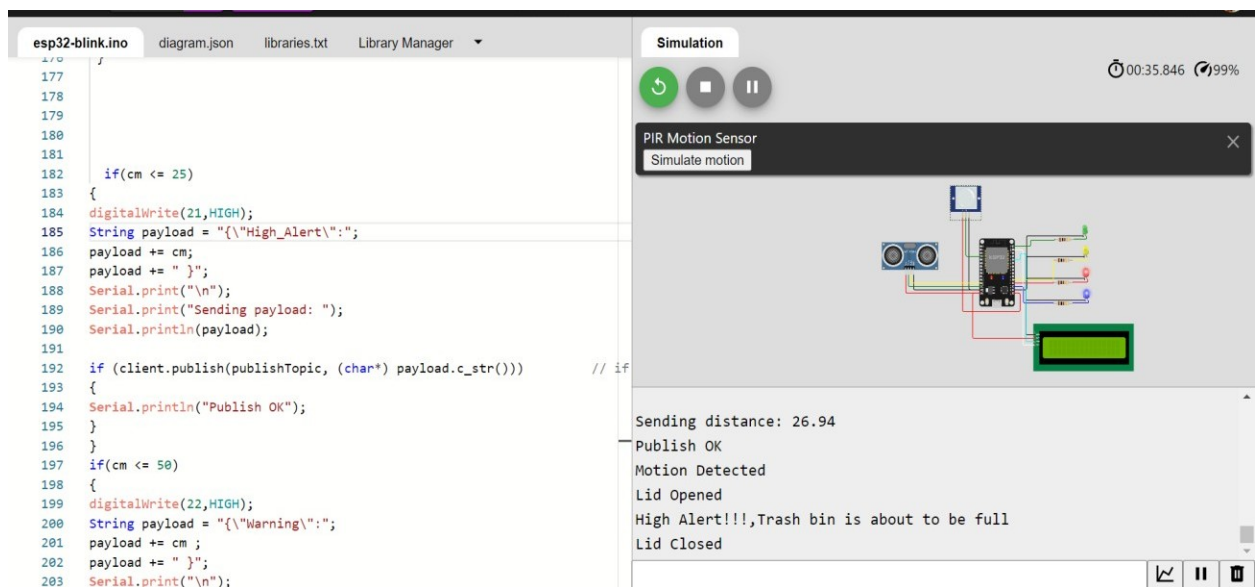 esp32-blink.ino diagram.json libraries.txt Library Manager
176 }
177
178
179
180
181
182 if(cm <= 25)
183 {
184 digitalWrite(21,HIGH);
185 String payload = "{\"High_Alert\":";
186 payload += cm;
187 payload += " }";
188 Serial.print("\n");
189 Serial.print("Sending payload: ");
190 Serial.println(payload);
191
192 if (client.publish(publishTopic, (char*) payload.c_str())) // if
193 {
194 Serial.println("Publish OK");
195 }
196 }
197 if(cm <= 50)
198 {
199 digitalWrite(22,HIGH);
200 String payload = "{\"Warning\":";
201 payload += cm ;
202 payload += " }";
203 Serial.print("\n");
Simulation
00:35.846 99%
PIR Motion Sensor
Simulate motion
Sending distance: 26.94
Publish OK
Motion Detected
Lid Opened
High Alert!!!,Trash bin is about to be full
Lid Closed